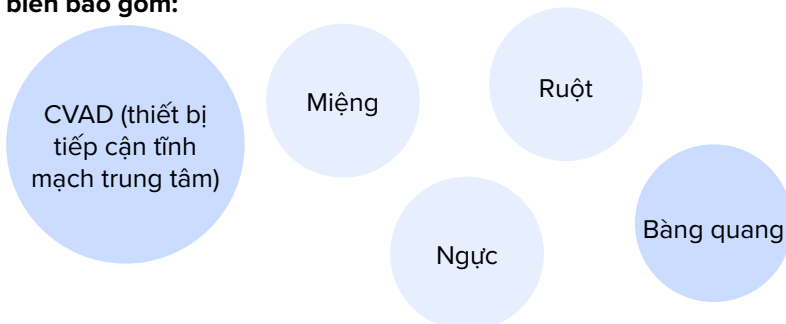 biến bao gồm:
CVAD (thiết bị
tiếp cận tĩnh
mạch trung tâm)
Miệng
Ruột
Ngực
Bàng quang